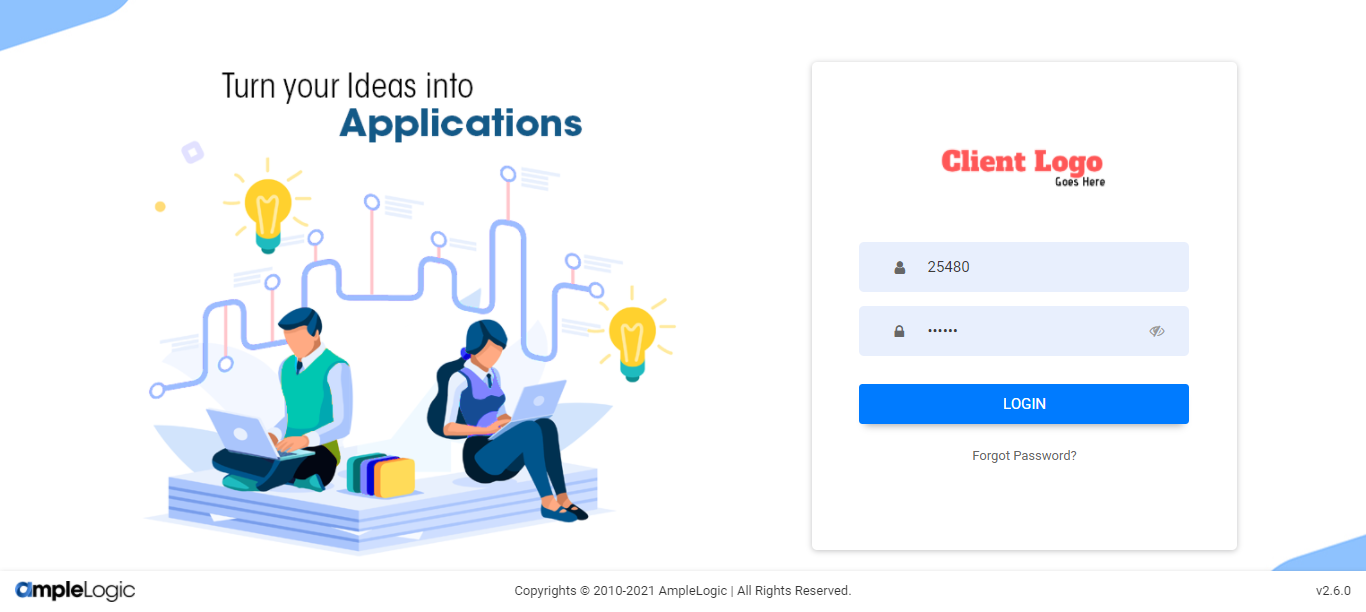 Turn your Ideas into
Applications
Client Logo
Goes Here
25480
••••••
LOGIN
Forgot Password?
ampleLogic
Copyrights © 2010-2021 AmpleLogic | All Rights Reserved.
v2.6.0